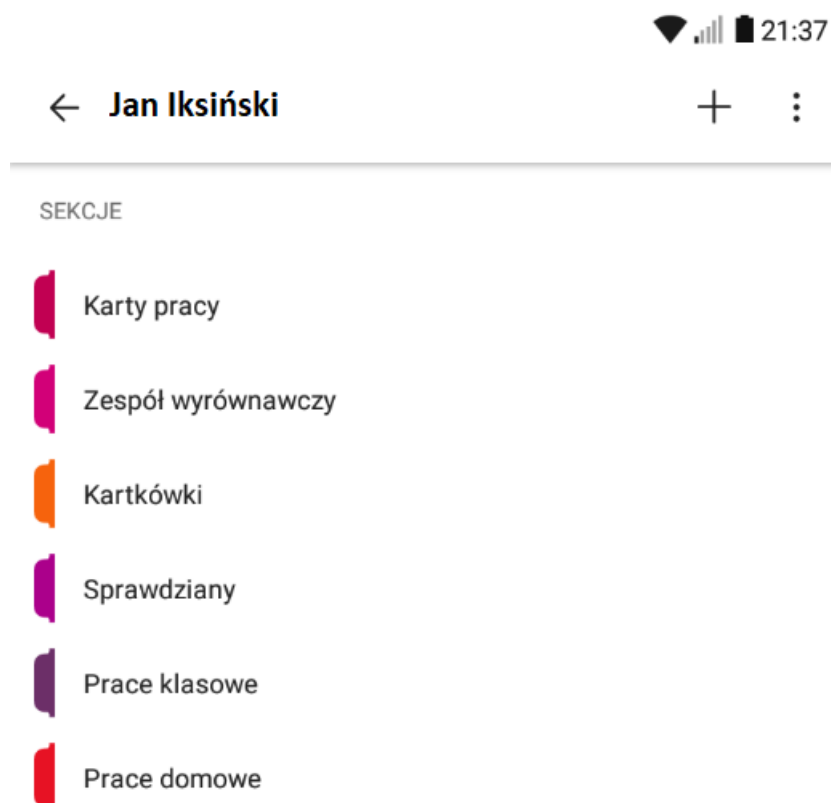 21:37
Jan Iksiński
SEKCJE
Karty pracy
Zespół wyrównawczy
Kartkówki
Sprawdziany
Prace klasowe
Prace domowe